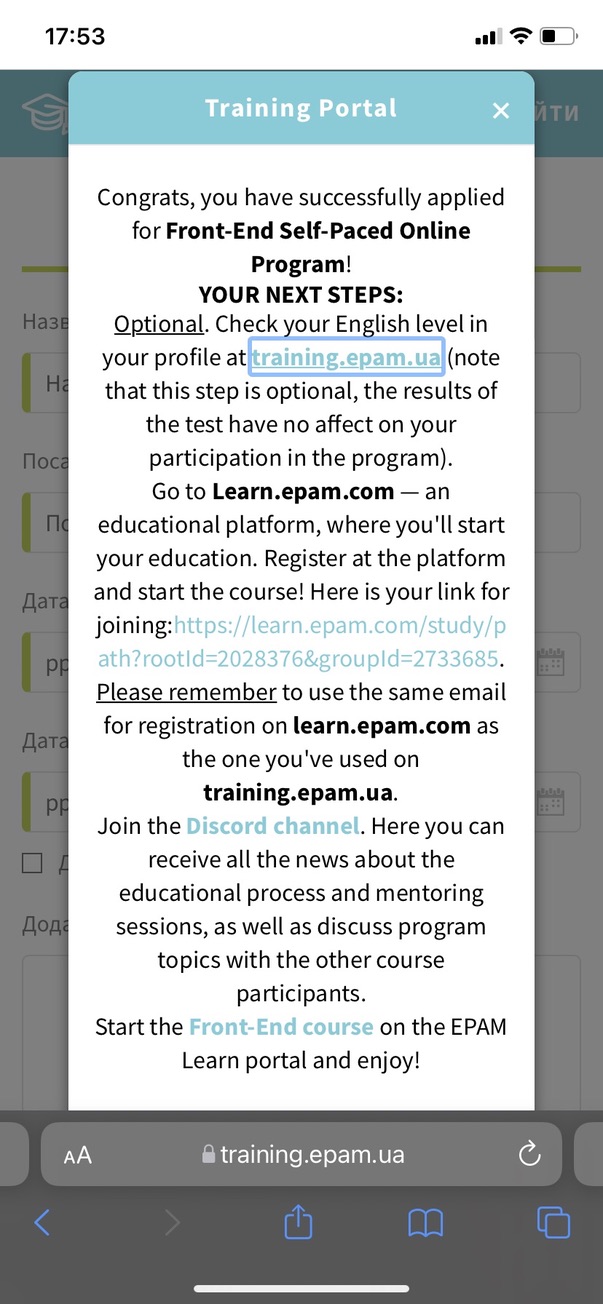 17:53
Training Portal
ЙТИ
Congrats, you have successfully applied
for Front-End Self-Paced Online
Program!
YOUR NEXT STEPS:
Optional. Check your English level in
your profile at training.epam.ua (note
that this step is optional, the results of
the test have no affect on your
participation in the program).
Go to Learn.epam.com — an
educational platform, where you'll start
your education. Register at the platform
and start the course! Here is your link for
joining:https://learn.epam.com/study/p
ath?rootId=2028376&groupId=2733685.
Please remember to use the same email
for registration on learn.epam.com as
the one you've used on
training.epam.ua.
Join the Discord channel. Here you can
receive all the news about the
educational process and mentoring
sessions, as well as discuss program
topics with the other course
participants.
Start the Front-End course on the EPAM
Learn portal and enjoy!
Назв
На
Поса
По
Дата
рр
Дата
рр
Дода
AA
training.epam.ua